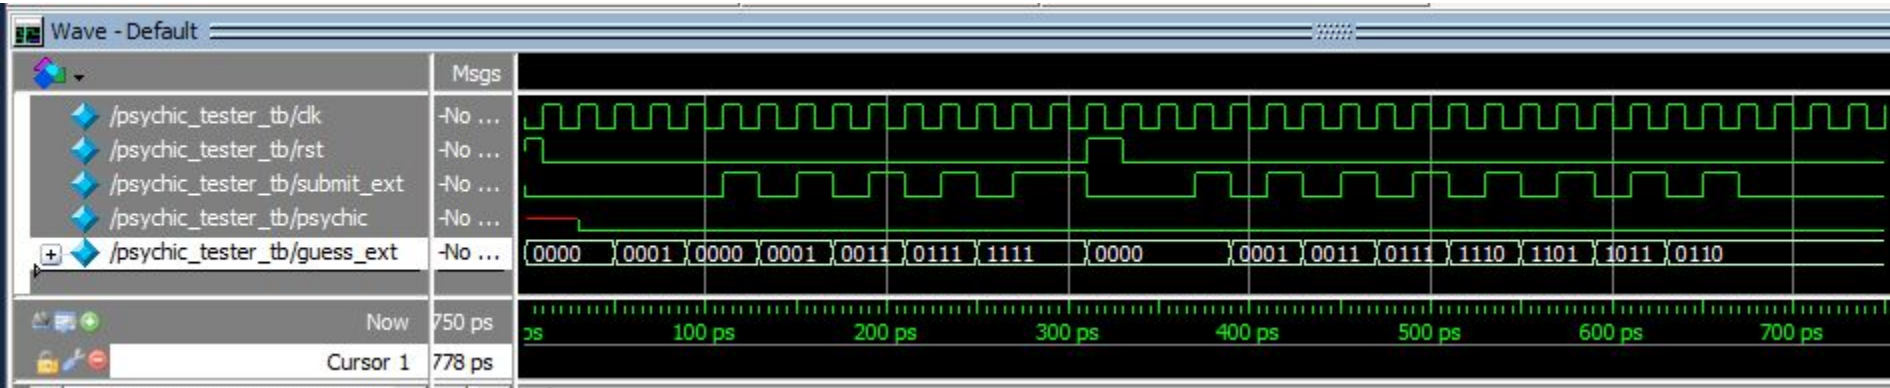 Wave - Default
Msgs
/psychic_tester_tb/clk -No ...
/psychic_tester_tb/rst -No ...
/psychic_tester_tb/submit_ext -No ...
/psychic_tester_tb/psychic -No ...
/psychic_tester_tb/guess_ext -No ... 0000 0001 0000 0001 0011 0111 1111 0000 0001 0011 0111 1110 1101 1011 0110
Now 750 ps ps 100 ps 200 ps 300 ps 400 ps 500 ps 600 ps 700 ps
Cursor 1 778 ps